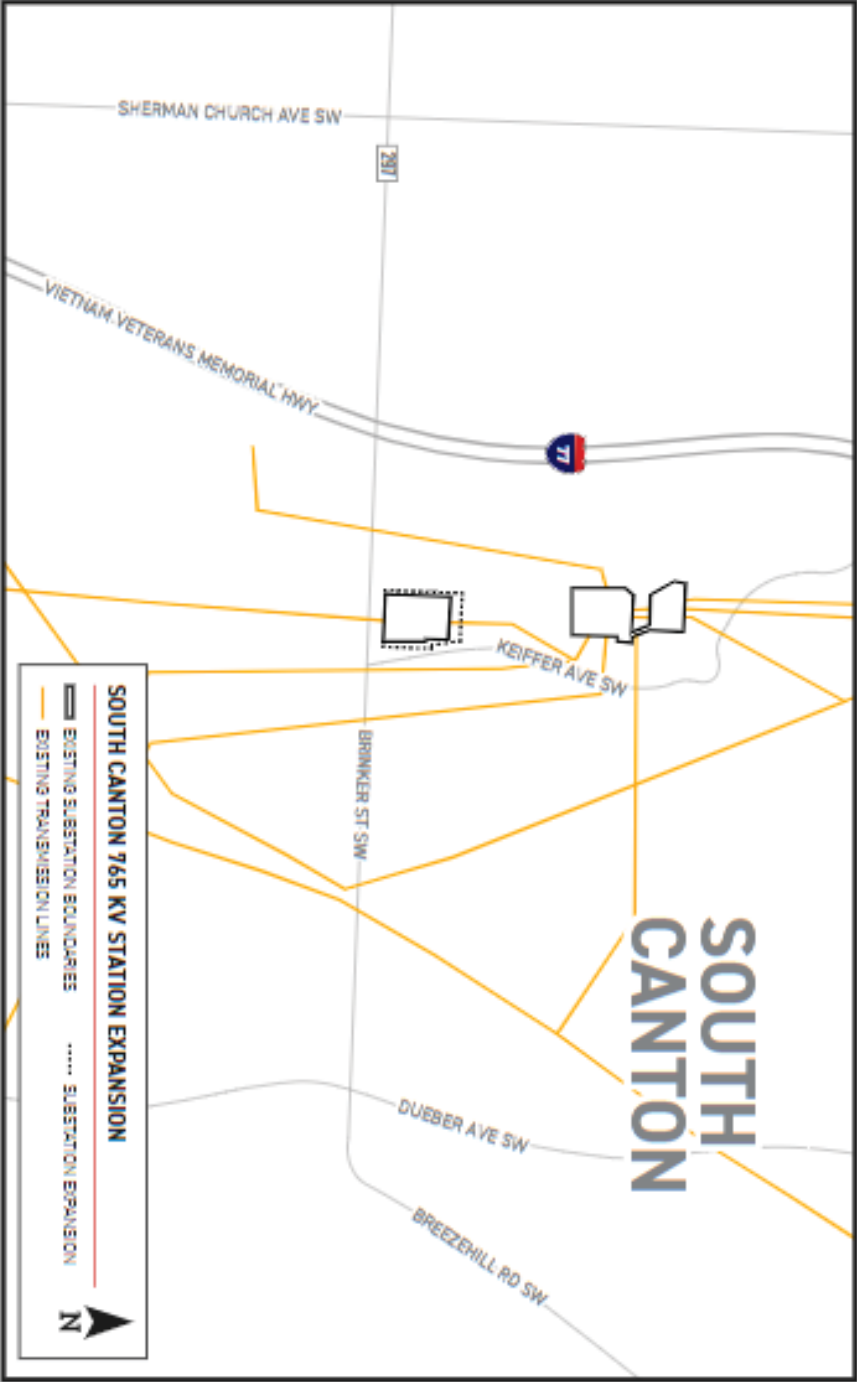 SOUTH
CANTON
77
KEIFFER AVE SW
DUEBER AVE SW
BREEZEHILL RD SW
297
BRINKER ST SW
SHERMAN CHURCH AVE SW
VIETNAM VETERANS MEMORIAL HWY
SOUTH CANTON 765 KV STATION EXPANSION
EXISTING SUBSTATION BOUNDARIES
SUBSTATION EXPANSION
EXISTING TRANSMISSION LINES
N